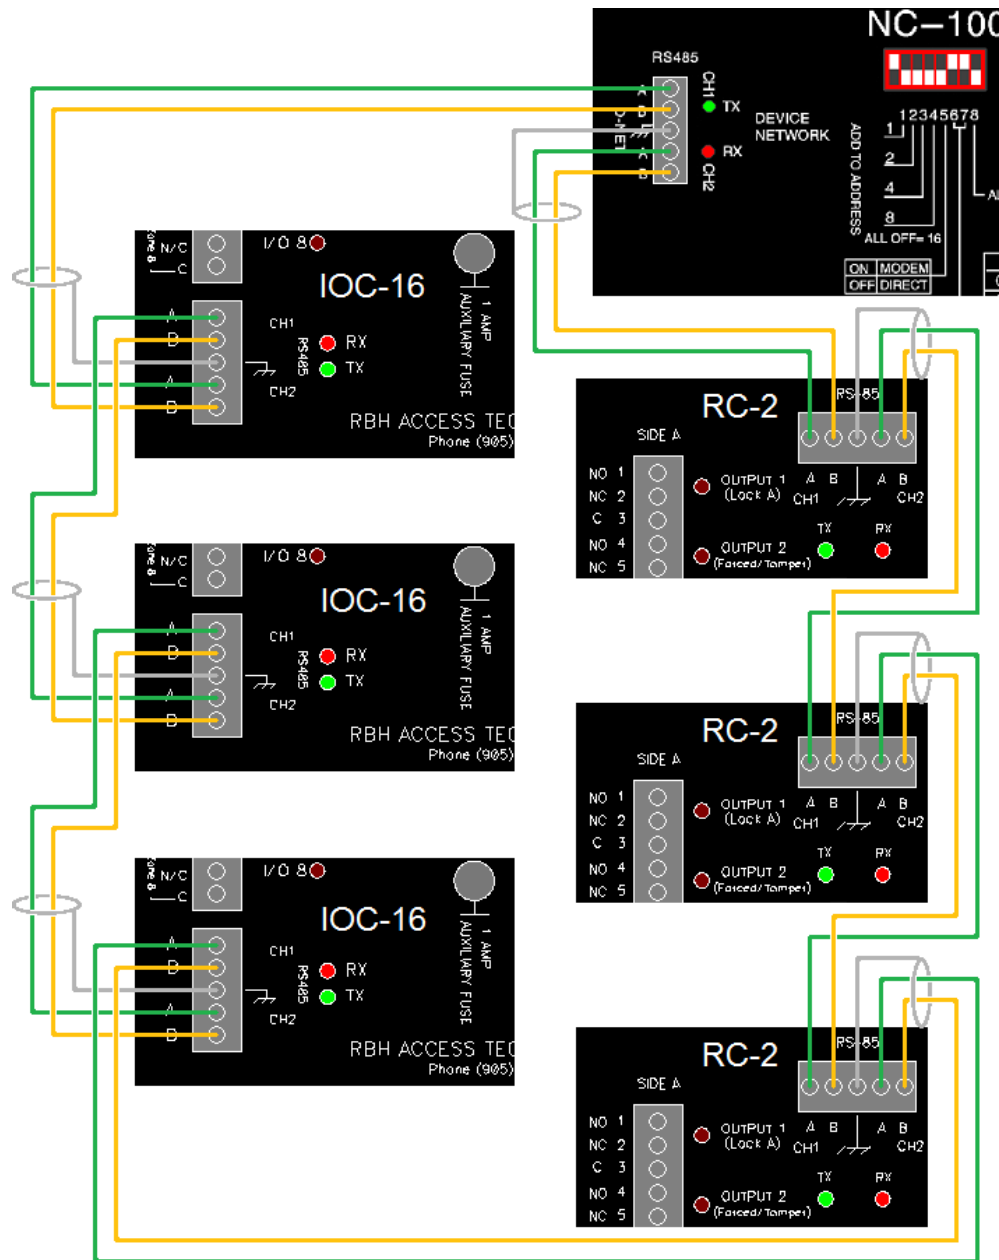 NC-100
RS485
CH1
TX
DEVICE
NETWORK
RX
CH2
ADD TO ADDRESS
12345678
1
2
4
8
ALL OFF= 16
ON MODEM
OFF DIRECT
N/C
C
I/O 8
IOC-16
1 AMP
AUXILIARY FUSE
A
B
CH1
RS485
RX
TX
A
B
CH2
RBH ACCESS TEC
Phone (905)
RC-2
SIDE A
NO 1
NC 2
C 3
NO 4
NC 5
OUTPUT 1
(Lock A)
OUTPUT 2
(Forced/Tamper)
A B
CH1
A B
CH2
TX
RX
N/C
C
I/O 8
IOC-16
1 AMP
AUXILIARY FUSE
A
B
CH1
RS485
RX
TX
A
B
CH2
RBH ACCESS TEC
Phone (905)
RC-2
SIDE A
NO 1
NC 2
C 3
NO 4
NC 5
OUTPUT 1
(Lock A)
OUTPUT 2
(Forced/Tamper)
A B
CH1
A B
CH2
TX
RX
N/C
C
I/O 8
IOC-16
1 AMP
AUXILIARY FUSE
A
B
CH1
RS485
RX
TX
A
B
CH2
RBH ACCESS TEC
Phone (905)
RC-2
SIDE A
NO 1
NC 2
C 3
NO 4
NC 5
OUTPUT 1
(Lock A)
OUTPUT 2
(Forced/Tamper)
A B
CH1
A B
CH2
TX
RX